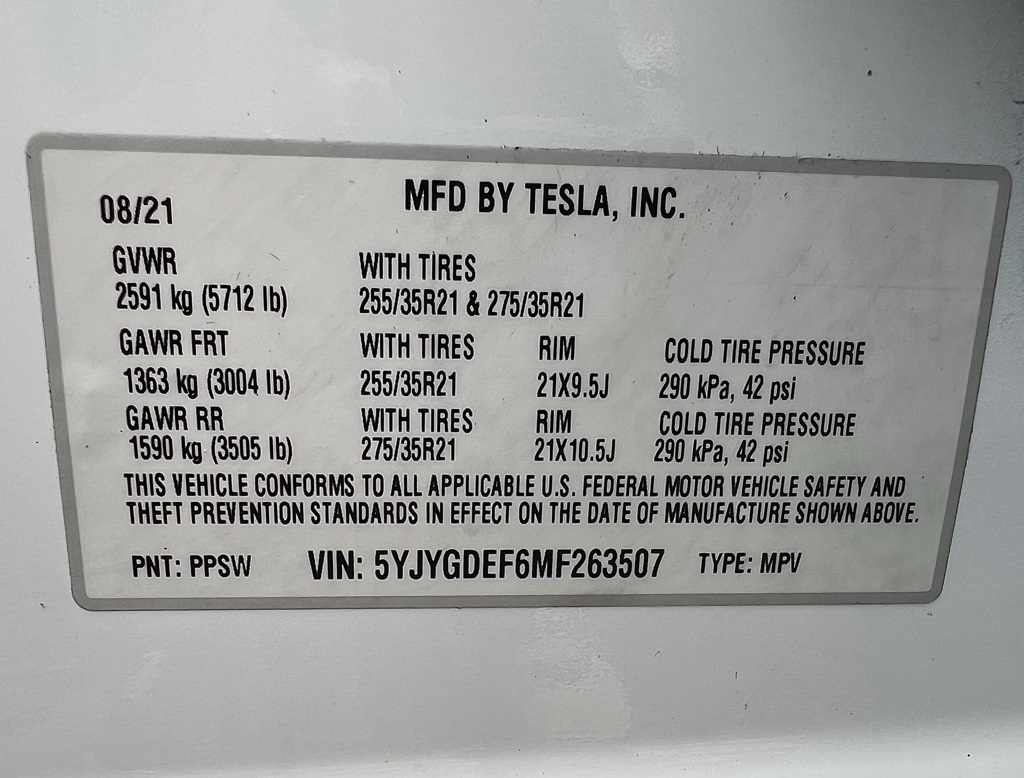 08/21 MFD BY TESLA, INC.
GVWR WITH TIRES
2591 kg (5712 lb) 255/35R21 & 275/35R21
GAWR FRT WITH TIRES RIM COLD TIRE PRESSURE
1363 kg (3004 lb) 255/35R21 21X9.5J 290 kPa, 42 psi
GAWR RR WITH TIRES RIM COLD TIRE PRESSURE
1590 kg (3505 lb) 275/35R21 21X10.5J 290 kPa, 42 psi
THIS VEHICLE CONFORMS TO ALL APPLICABLE U.S. FEDERAL MOTOR VEHICLE SAFETY AND
THEFT PREVENTION STANDARDS IN EFFECT ON THE DATE OF MANUFACTURE SHOWN ABOVE.
PNT: PPSW VIN: 5YJYGDEF6MF263507 TYPE: MPV